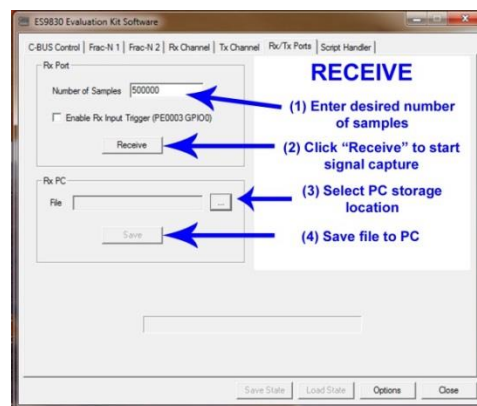 ES9830 Evaluation Kit Software
C-BUS Control | Frac-N 1 | Frac-N 2 | Rx Channel | Tx Channel | Rx/Tx Ports | Script Handler
Rx Port
Number of Samples 500000
Enable Rx Input Trigger (PE0003 GPIO0)
Receive
Rx PC
File
...
Save
RECEIVE
(1) Enter desired number
of samples
(2) Click “Receive” to start
signal capture
(3) Select PC storage
location
(4) Save file to PC
Save State Load State Options Close